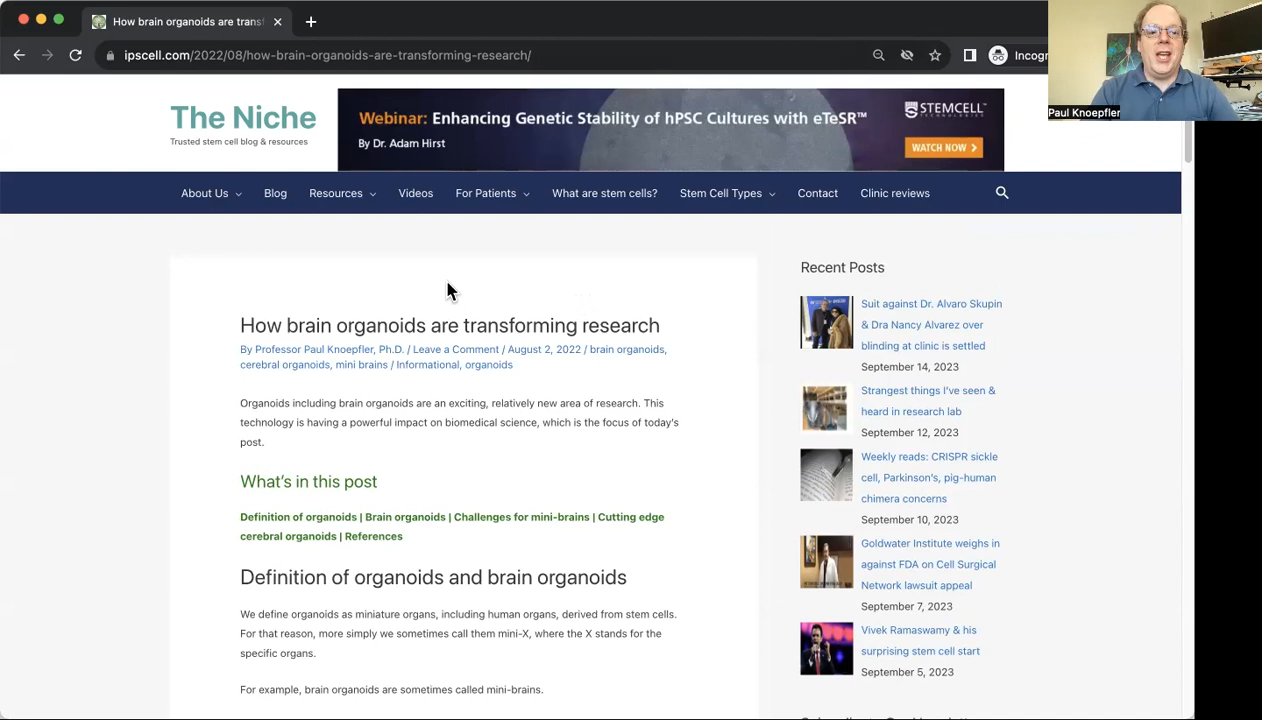 How brain organoids are transf
ipscell.com/2022/08/how-brain-organoids-are-transforming-research/
Incogn
Paul Knoepfler
The Niche
Trusted stem cell blog & resources
Webinar: Enhancing Genetic Stability of hPSC Cultures with eTeSR™
By Dr. Adam Hirst
STEMCELL™
TECHNOLOGIES
WATCH NOW
About Us
Blog
Resources
Videos
For Patients
What are stem cells?
Stem Cell Types
Contact
Clinic reviews
How brain organoids are transforming research
By Professor Paul Knoepfler, Ph.D. / Leave a Comment / August 2, 2022 / brain organoids,
cerebral organoids, mini brains / Informational, organoids
Organoids including brain organoids are an exciting, relatively new area of research. This
technology is having a powerful impact on biomedical science, which is the focus of today's
post.
What's in this post
Definition of organoids | Brain organoids | Challenges for mini-brains | Cutting edge
cerebral organoids | References
Definition of organoids and brain organoids
We define organoids as miniature organs, including human organs, derived from stem cells.
For that reason, more simply we sometimes call them mini-X, where the X stands for the
specific organs.
For example, brain organoids are sometimes called mini-brains.
Recent Posts
Suit against Dr. Alvaro Skupin
& Dra Nancy Alvarez over
blinding at clinic is settled
September 14, 2023
Strangest things I've seen &
heard in research lab
September 12, 2023
Weekly reads: CRISPR sickle
cell, Parkinson's, pig-human
chimera concerns
September 10, 2023
Goldwater Institute weighs in
against FDA on Cell Surgical
Network lawsuit appeal
September 7, 2023
Vivek Ramaswamy & his
surprising stem cell start
September 5, 2023